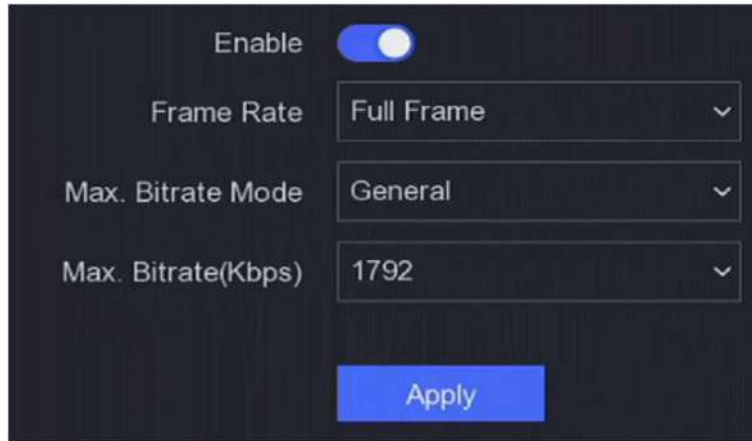 Enable
Frame Rate Full Frame
Max. Bitrate Mode General
Max. Bitrate(Kbps) 1792
Apply